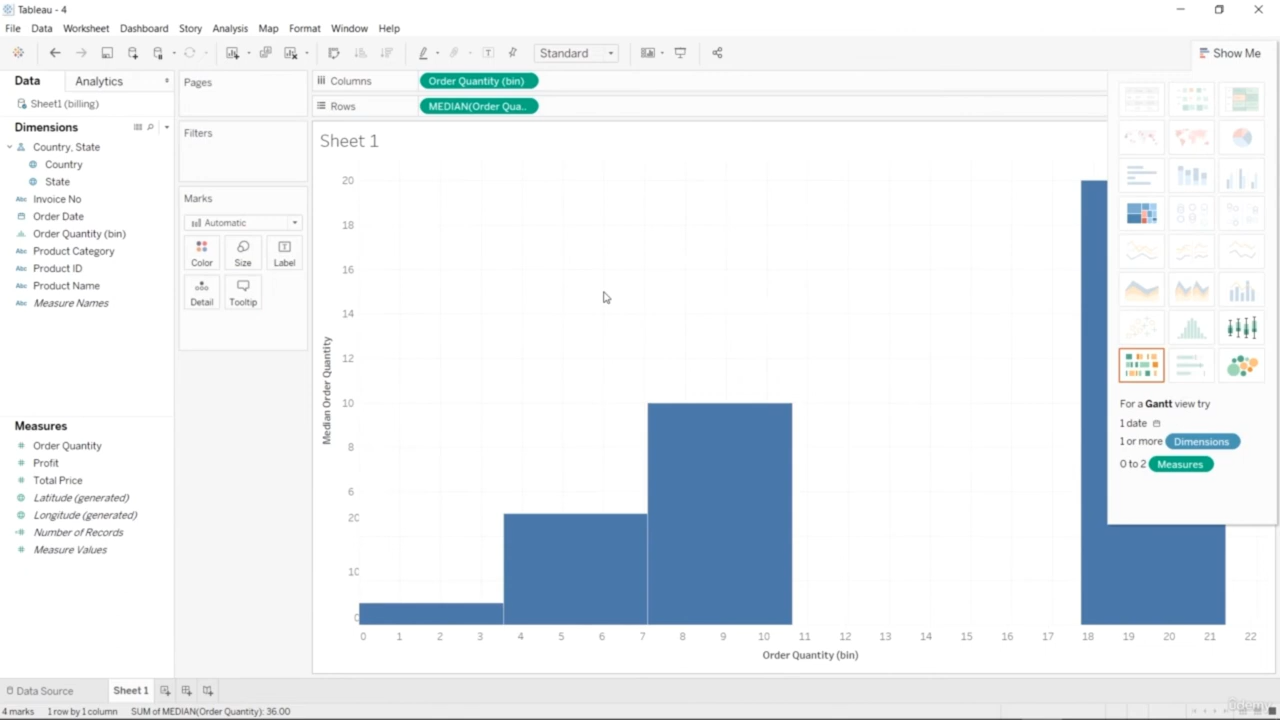 Tableau - 4
File Data Worksheet Dashboard Story Analysis Map Format Window Help
Standard
Show Me
Data Analytics
Sheet1 (billing)
Dimensions
Country, State
Country
State
Abc Invoice No
Order Date
Order Quantity (bin)
Abc Product Category
Abc Product ID
Abc Product Name
Abc Measure Names
Measures
# Order Quantity
# Profit
# Total Price
Latitude (generated)
Longitude (generated)
# Number of Records
# Measure Values
Pages
Filters
Marks
Automatic
Color Size Label
Detail Tooltip
Columns Order Quantity (bin)
Rows MEDIAN(Order Qua..
Sheet 1
Median Order Quantity
20
18
16
14
12
10
8
6
20
10
0
0 1 2 3 4 5 6 7 8 9 10 11 12 13 14 15 16 17 18 19 20 21 22
Order Quantity (bin)
For a Gantt view try
1 date
1 or more Dimensions
0 to 2 Measures
Data Source Sheet 1
4 marks 1 row by 1 column SUM of MEDIAN(Order Quantity): 36.00